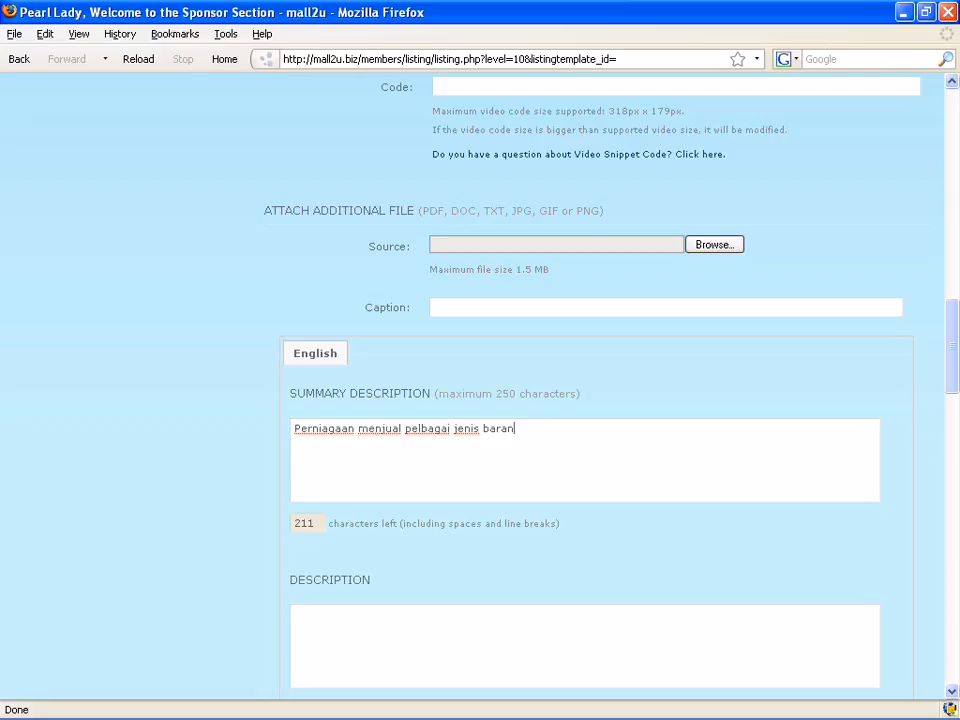 Pearl Lady, Welcome to the Sponsor Section - mall2u - Mozilla Firefox
File Edit View History Bookmarks Tools Help
Back Forward Reload Stop Home http://mall2u.biz/members/listing/listing.php?level=10&listingtemplate_id= G Google
Code:
Maximum video code size supported: 318px x 179px.
If the video code size is bigger than supported video size, it will be modified.
Do you have a question about Video Snippet Code? Click here.
ATTACH ADDITIONAL FILE (PDF, DOC, TXT, JPG, GIF or PNG)
Source: Browse...
Maximum file size 1.5 MB
Caption:
English
SUMMARY DESCRIPTION (maximum 250 characters)
Perniagaan menjual pelbagai jenis baran
211 characters left (including spaces and line breaks)
DESCRIPTION
Done